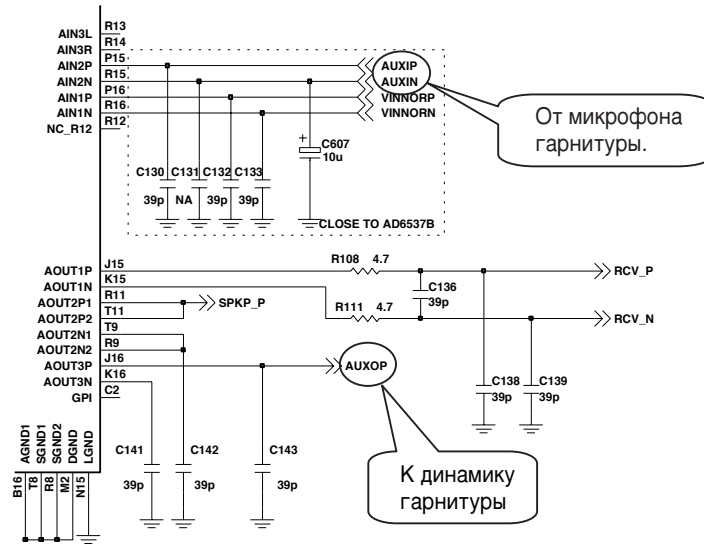 AIN3L R13
AIN3R R14
AIN2P P15 AUXIP
AIN2N R15 AUXIN
AIN1P P16 VINNORP
AIN1N R16 VINNORN
NC_R12 R12
От микрофона
гарнитуры.
+ C607
10u
C130 C131 C132 C133
39p NA 39p 39p
CLOSE TO AD6537B
AOUT1P J15 R108 4.7 RCV_P
AOUT1N K15 C136
39p
AOUT2P1 R11 SPKP_P R111 4.7 RCV_N
AOUT2P2 T11
AOUT2N1 T9
AOUT2N2 R9
AOUT3P J16 AUXOP
AOUT3N K16 C138 C139
GPI C2 39p 39p
AGND1 SGND1 SGND2 DGND LGND
B16 T8 R8 M2 N15
C141 C142 C143
39p 39p 39p
К динамику
гарнитуры